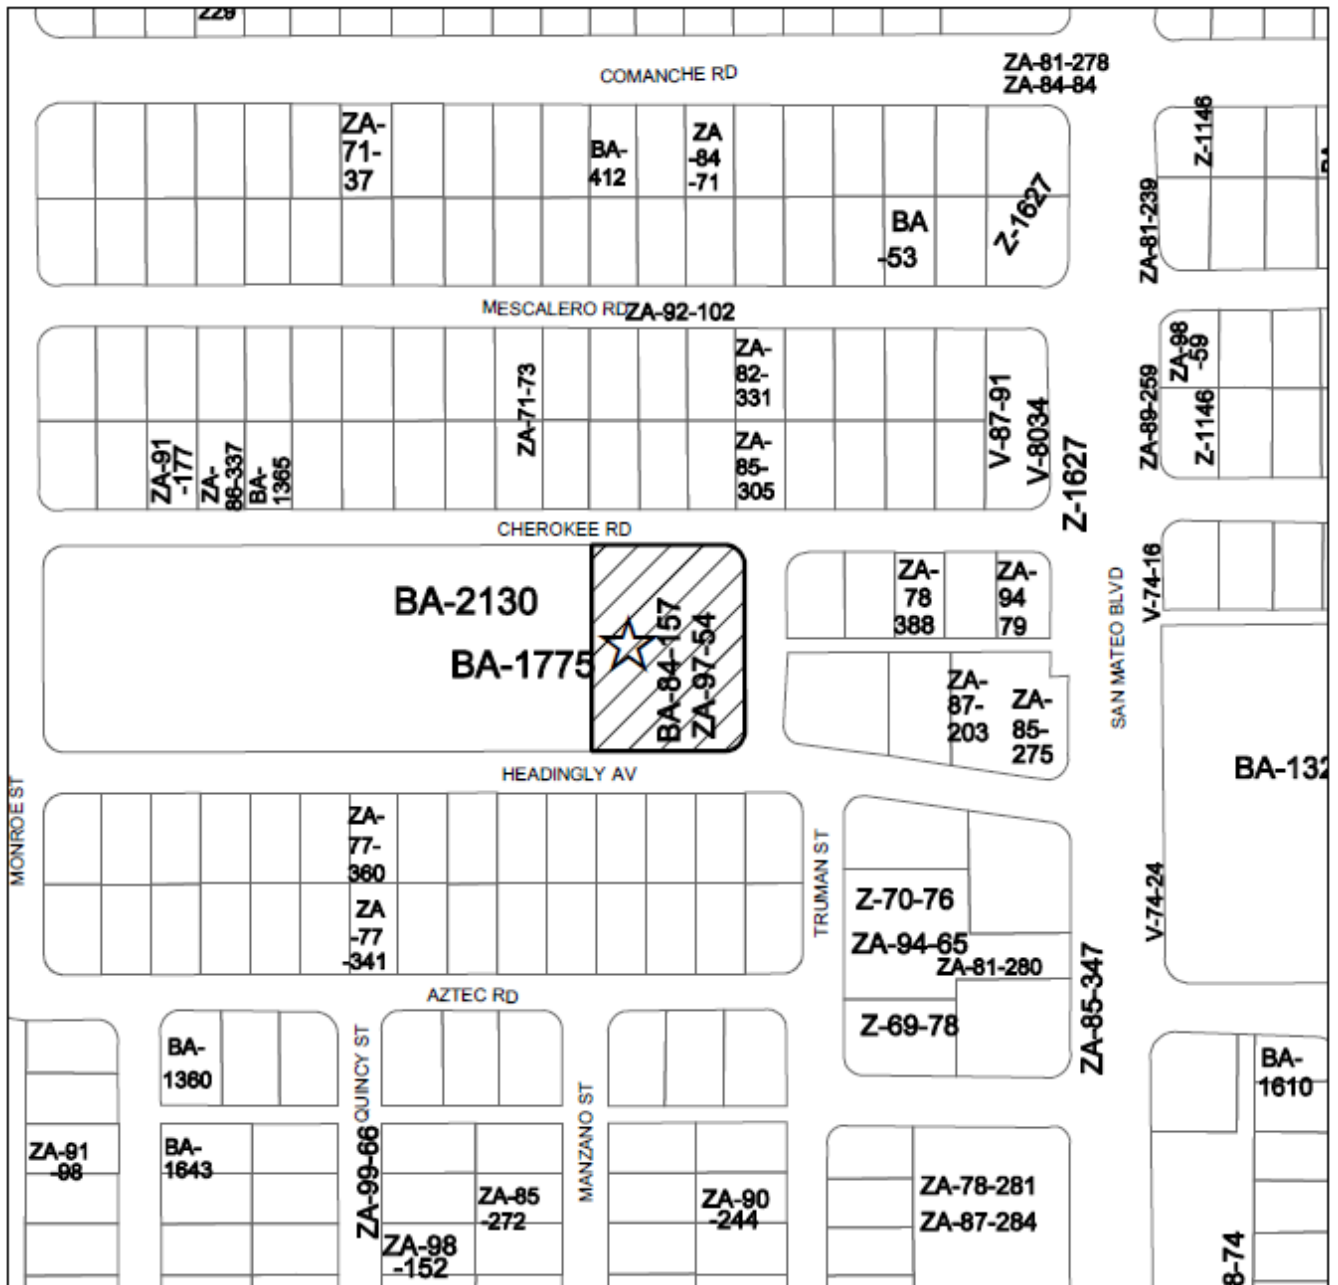 229
COMANCHE RD
ZA-81-278
ZA-84-84
ZA-
71-
37
BA-
412
ZA
-84
-71
BA
-53
Z-1627
Z-1146
ZA-81-239
MESCALERO RD
ZA-92-102
ZA-71-73
ZA-
82-
331
ZA-
85-
305
V-87-91
V-8034
Z-1627
ZA-98
-59
Z-1146
ZA-89-259
ZA-91
-177
ZA-
86-337
BA-
1365
CHEROKEE RD
BA-2130
BA-1775
BA-84-157
ZA-97-54
ZA-
78
388
ZA-
94
79
V-74-16
SAN MATEO BLVD
ZA-
87-
203
ZA-
85-
275
BA-132
HEADINGLY AV
MONROE ST
ZA-
77-
360
ZA
-77
-341
TRUMAN ST
Z-70-76
ZA-94-65
ZA-81-280
Z-69-78
ZA-85-347
V-74-24
AZTEC RD
BA-
1360
QUINCY ST
MANZANO ST
BA-
1610
ZA-91
-98
BA-
1643
ZA-99-66
ZA-85
-272
ZA-98
-152
ZA-90
-244
ZA-78-281
ZA-87-284
8-74